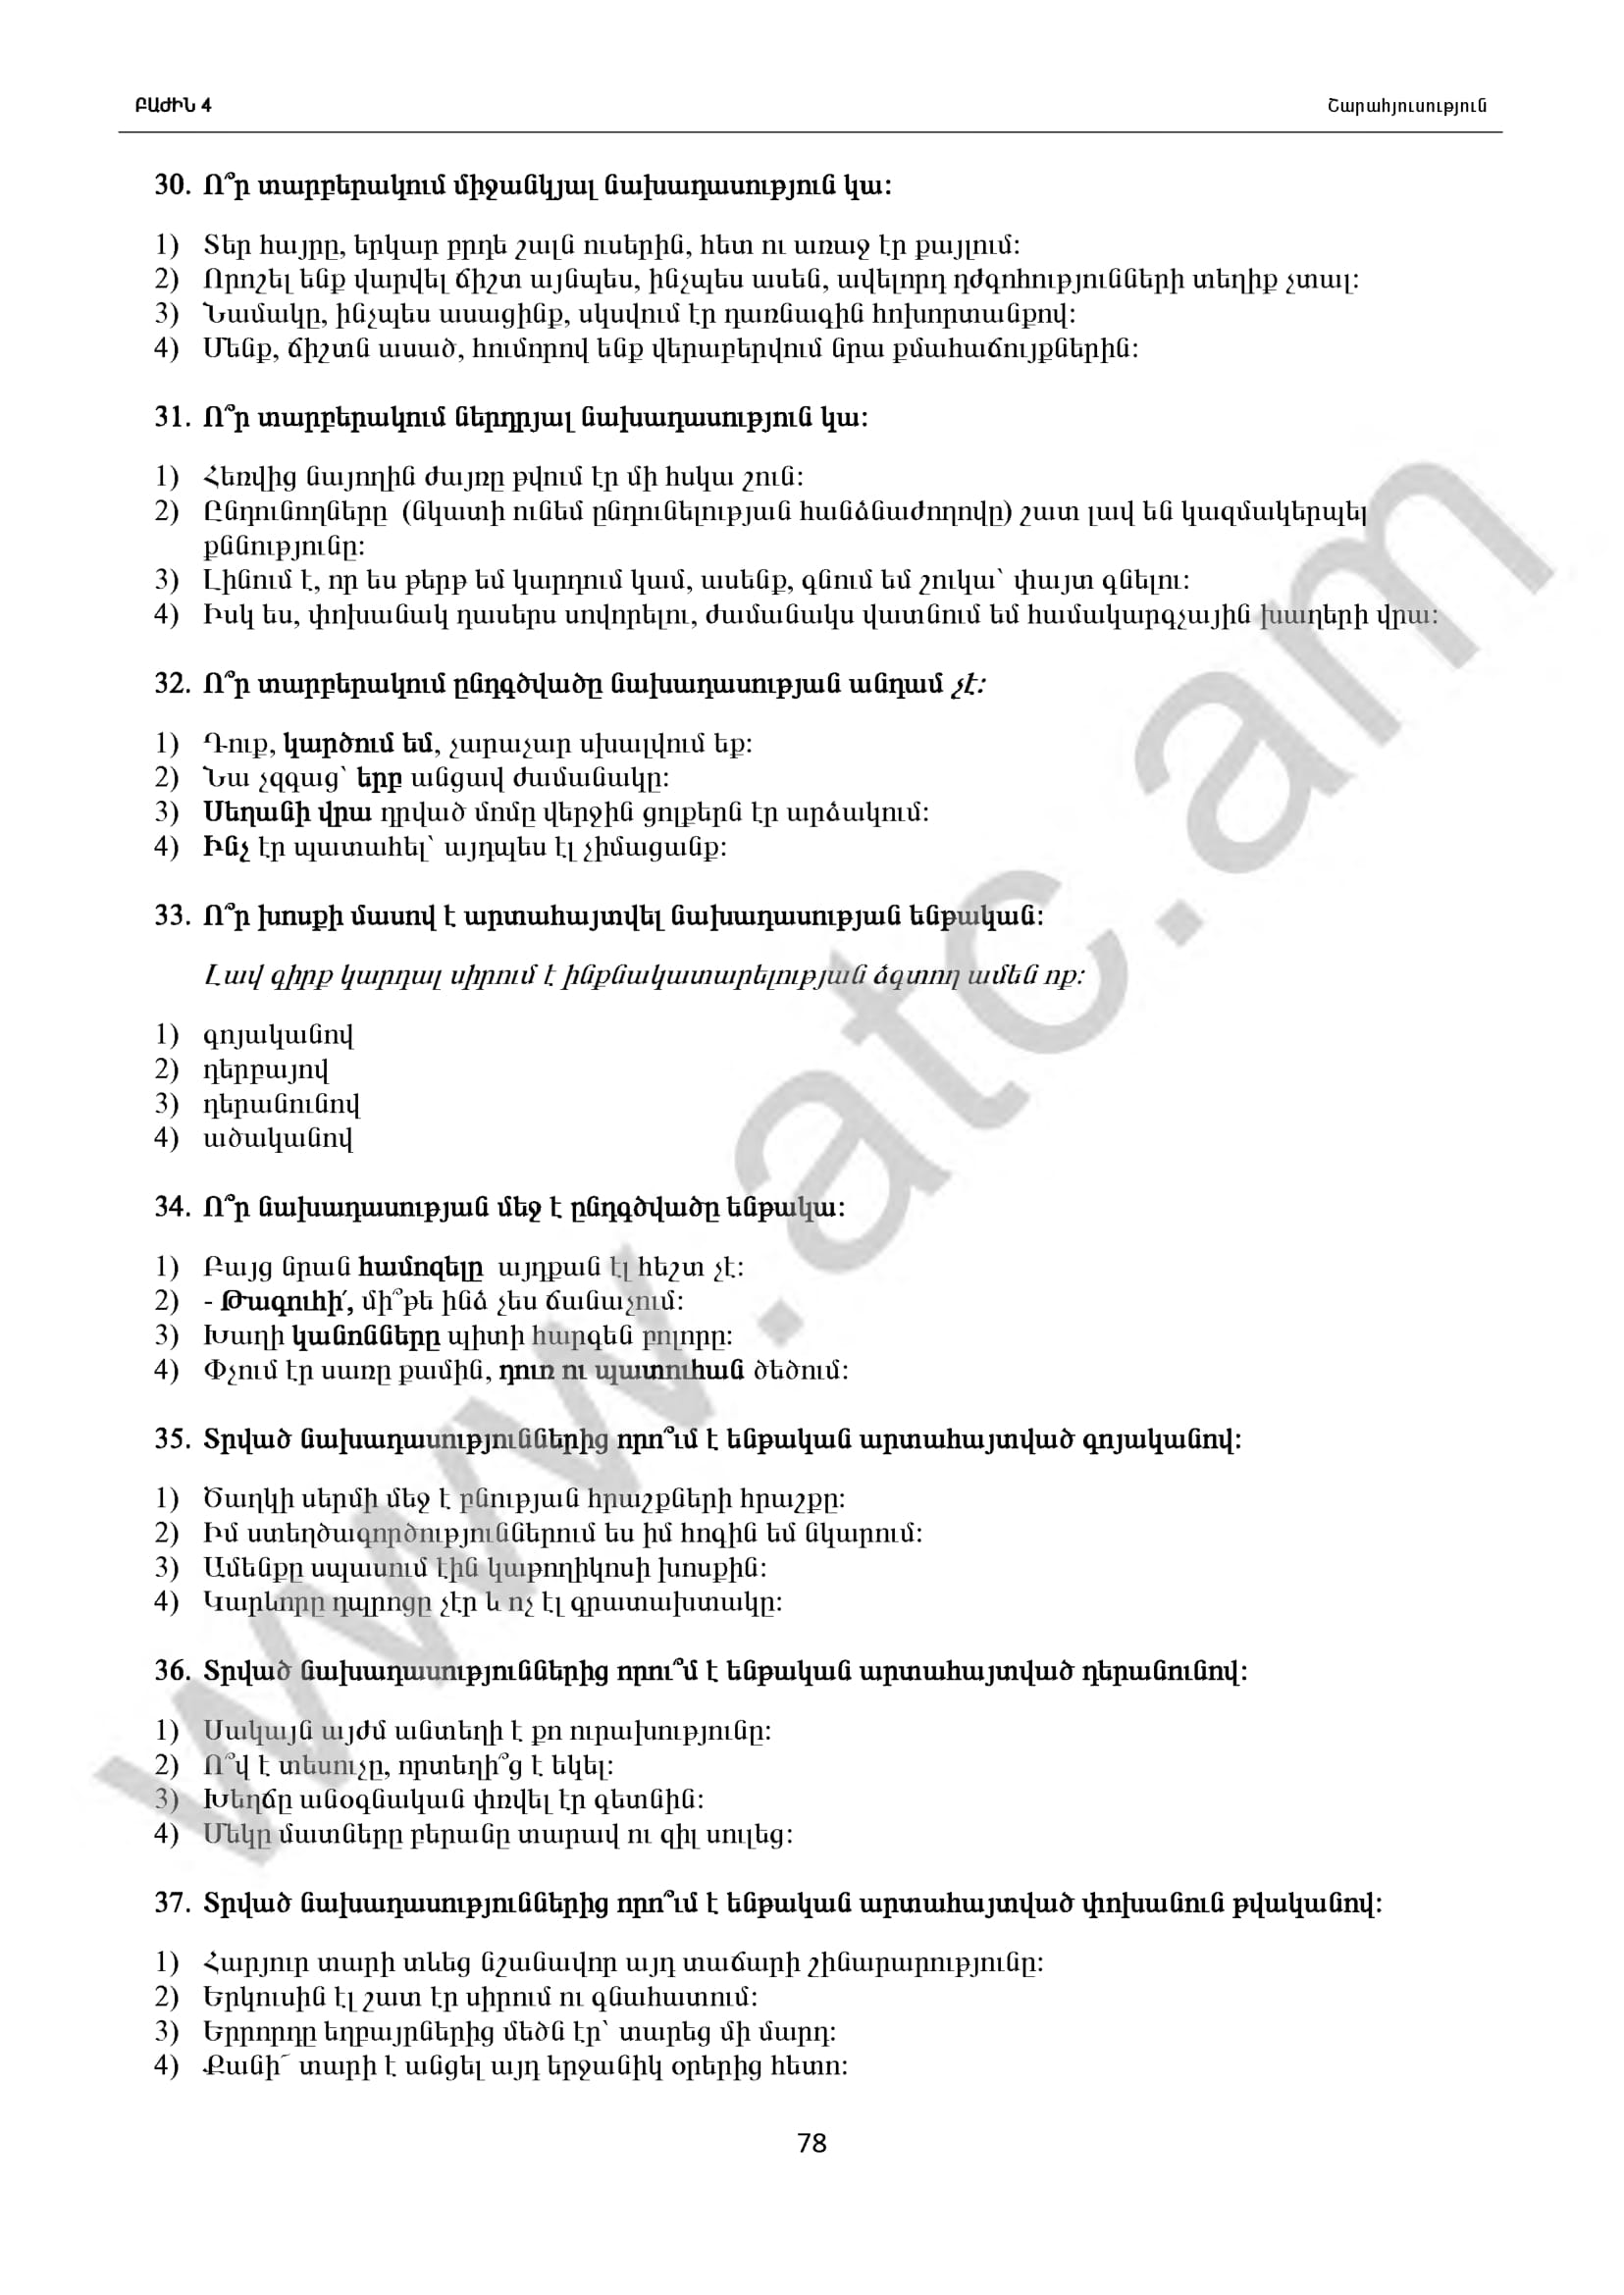 ԲԱԺԻՆ 4
Շարահյուսություն
30. Ո՞ր տարբերակում միջանկյալ նախադասություն կա:
1) Տեր հայրը, երկար բրդե շալն ուսերին, հետ ու առաջ էր քայլում:
2) Որոշել ենք վարվել ճիշտ այնպես, ինչպես ասեն, ավելորդ դժգոհությունների տեղիք չտալ:
3) Նամակը, ինչպես ասացինք, սկսվում էր դառնագին հոխորտանքով:
4) Մենք, ճիշտն ասած, հումորով ենք վերաբերվում նրա քմահաճույքներին:
31. Ո՞ր տարբերակում ներդրյալ նախադասություն կա:
1) Հեռվից նայողին ժայռը թվում էր մի հսկա շուն:
2) Ընդունողները (նկատի ունեմ ընդունելության հանձնաժողովը) շատ լավ են կազմակերպել
քննությունը:
3) Լինում է, որ ես թերթ եմ կարդում կամ, ասենք, գնում եմ շուկա՝ փայտ գնելու:
4) Իսկ ես, փոխանակ դասերս սովորելու, ժամանակս վատնում եմ համակարգչային խաղերի վրա:
32. Ո՞ր տարբերակում ընդգծվածը նախադասության անդամ չէ:
1) Դուք, կարծում եմ, չարաչար սխալվում եք:
2) Նա չզգաց՝ երբ անցավ ժամանակը:
3) Սեղանի վրա դրված մոմը վերջին ցոլքերն էր արձակում:
4) Ինչ էր պատահել՝ այդպես էլ չիմացանք:
33. Ո՞ր խոսքի մասով է արտահայտվել նախադասության ենթական:
Լավ գիրք կարդալ սիրում է ինքնակատարելության ձգտող ամեն ոք:
1) գոյականով
2) դերբայով
3) դերանունով
4) ածականով
34. Ո՞ր նախադասության մեջ է ընդգծվածը ենթակա:
1) Բայց նրան համոզելը այդքան էլ հեշտ չէ:
2) - Թագուհի՛, մի՞թե ինձ չես ճանաչում:
3) Խաղի կանոնները պիտի հարգեն բոլորը:
4) Փչում էր սառը քամին, դուռ ու պատուհան ծեծում:
35. Տրված նախադասություններից որո՞ւմ է ենթական արտահայտված գոյականով:
1) Ծաղկի սերմի մեջ է բնության հրաշքների հրաշքը:
2) Իմ ստեղծագործություններում ես իմ հոգին եմ նկարում:
3) Ամենքը սպասում էին կաթողիկոսի խոսքին:
4) Կարևորը դպրոցը չէր և ոչ էլ գրատախտակը:
36. Տրված նախադասություններից որու՞մ է ենթական արտահայտված դերանունով:
1) Սակայն այժմ անտեղի է քո ուրախությունը:
2) Ո՞վ է տեսուչը, որտեղի՞ց է եկել:
3) Խեղճը անօգնական փռվել էր գետնին:
4) Մեկը մատները բերանը տարավ ու զիլ սուլեց:
37. Տրված նախադասություններից որո՞ւմ է ենթական արտահայտված փոխանուն թվականով:
1) Հարյուր տարի տևեց նշանավոր այդ տաճարի շինարարությունը:
2) Երկուսին էլ շատ էր սիրում ու գնահատում:
3) Երրորդը եղբայրներից մեծն էր՝ տարեց մի մարդ:
4) Քանի՜ տարի է անցել այդ երջանիկ օրերից հետո:
78
www.atc.am